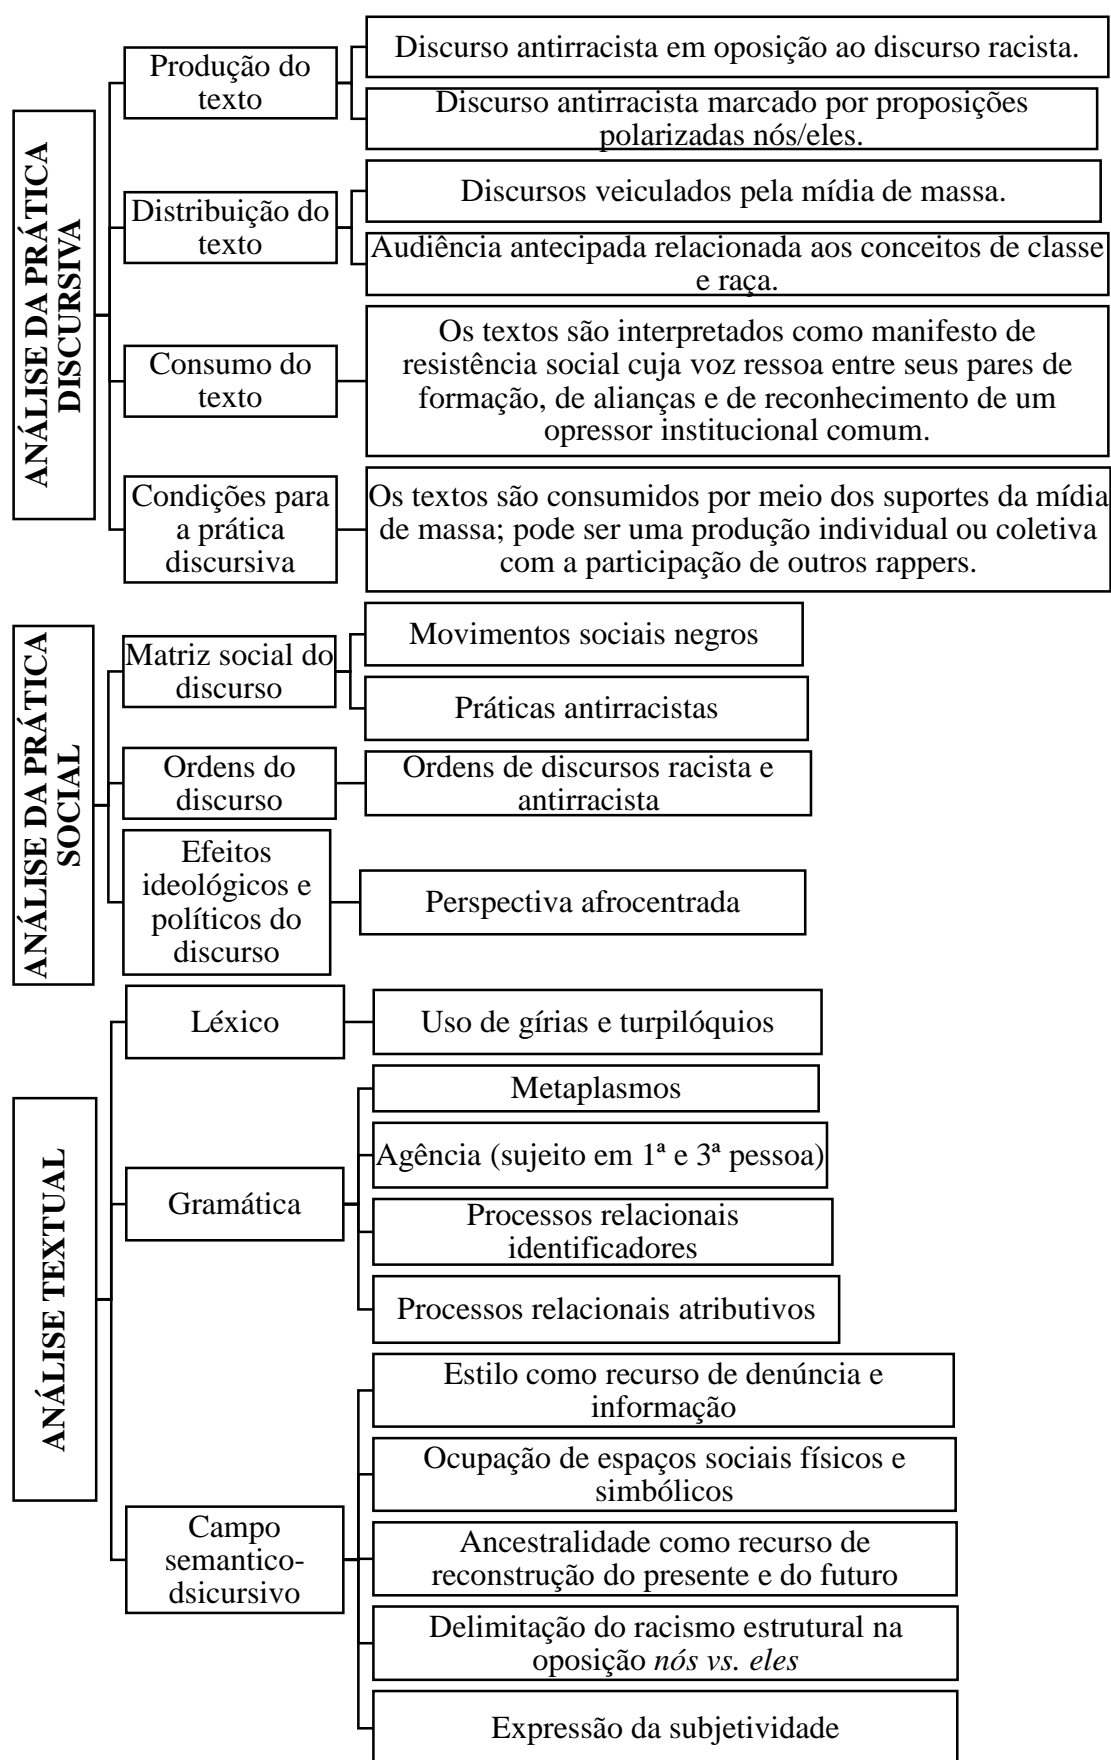 ANÁLISE DA PRÁTICA
DISCURSIVA
Produção do
texto
Discurso antirracista em oposição ao discurso racista.
Discurso antirracista marcado por proposições
polarizadas nós/eles.
Distribuição do
texto
Discursos veiculados pela mídia de massa.
Audiência antecipada relacionada aos conceitos de classe
e raça.
Consumo do
texto
Os textos são interpretados como manifesto de
resistência social cuja voz ressoa entre seus pares de
formação, de alianças e de reconhecimento de um
opressor institucional comum.
Condições para
a prática
discursiva
Os textos são consumidos por meio dos suportes da mídia
de massa; pode ser uma produção individual ou coletiva
com a participação de outros rappers.
ANÁLISE DA PRÁTICA
SOCIAL
Matriz social do
discurso
Movimentos sociais negros
Práticas antirracistas
Ordens do
discurso
Ordens de discursos racista e
antirracista
Efeitos
ideológicos e
políticos do
discurso
Perspectiva afrocentrada
ANÁLISE TEXTUAL
Léxico
Uso de gírias e turpilóquios
Gramática
Metaplasmos
Agência (sujeito em 1ª e 3ª pessoa)
Processos relacionais
identificadores
Processos relacionais atributivos
Campo
semantico-
dsicursivo
Estilo como recurso de denúncia e
informação
Ocupação de espaços sociais físicos e
simbólicos
Ancestralidade como recurso de
reconstrução do presente e do futuro
Delimitação do racismo estrutural na
oposição nós vs. eles
Expressão da subjetividade